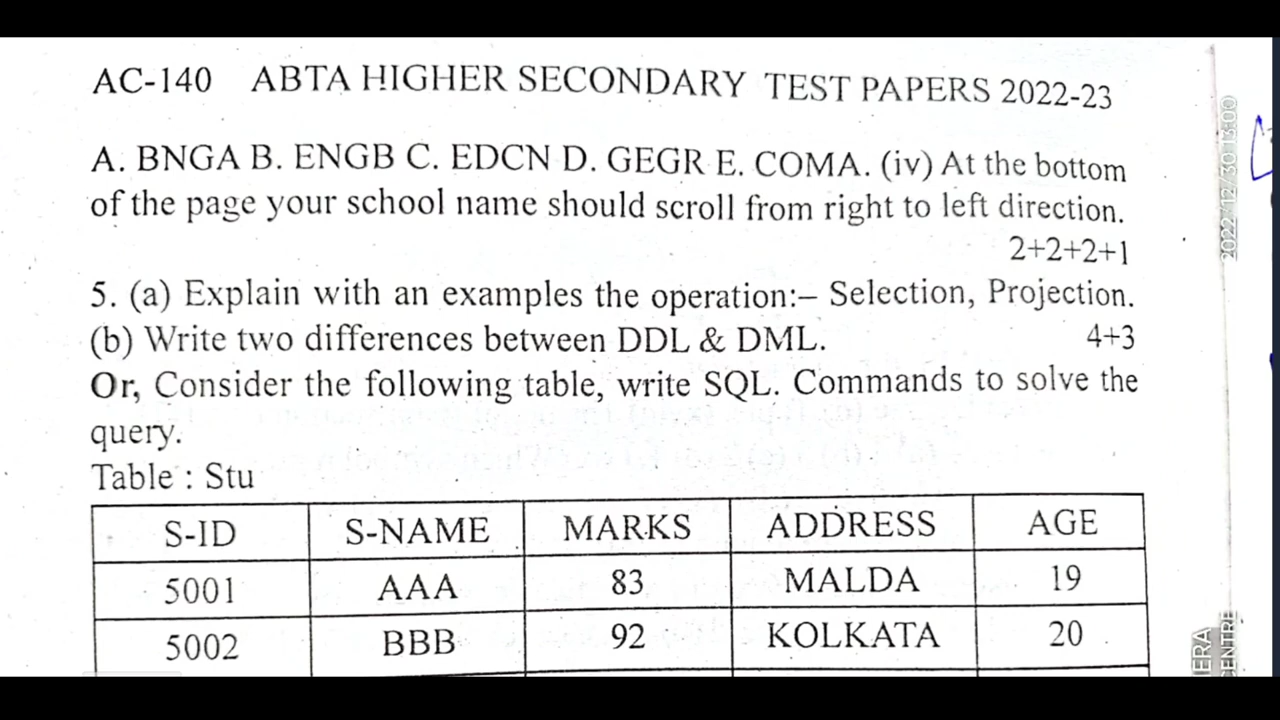 AC-140 ABTA HIGHER SECONDARY TEST PAPERS 2022-23
A. BNGA B. ENGB C. EDCN D. GEGR E. COMA. (iv) At the bottom
of the page your school name should scroll from right to left direction.
2+2+2+1
5. (a) Explain with an examples the operation:– Selection, Projection.
(b) Write two differences between DDL & DML. 4+3
Or, Consider the following table, write SQL. Commands to solve the
query.
Table : Stu
S-ID S-NAME MARKS ADDRESS AGE
5001 AAA 83 MALDA 19
5002 BBB 92 KOLKATA 20
2022/12/30 13:00